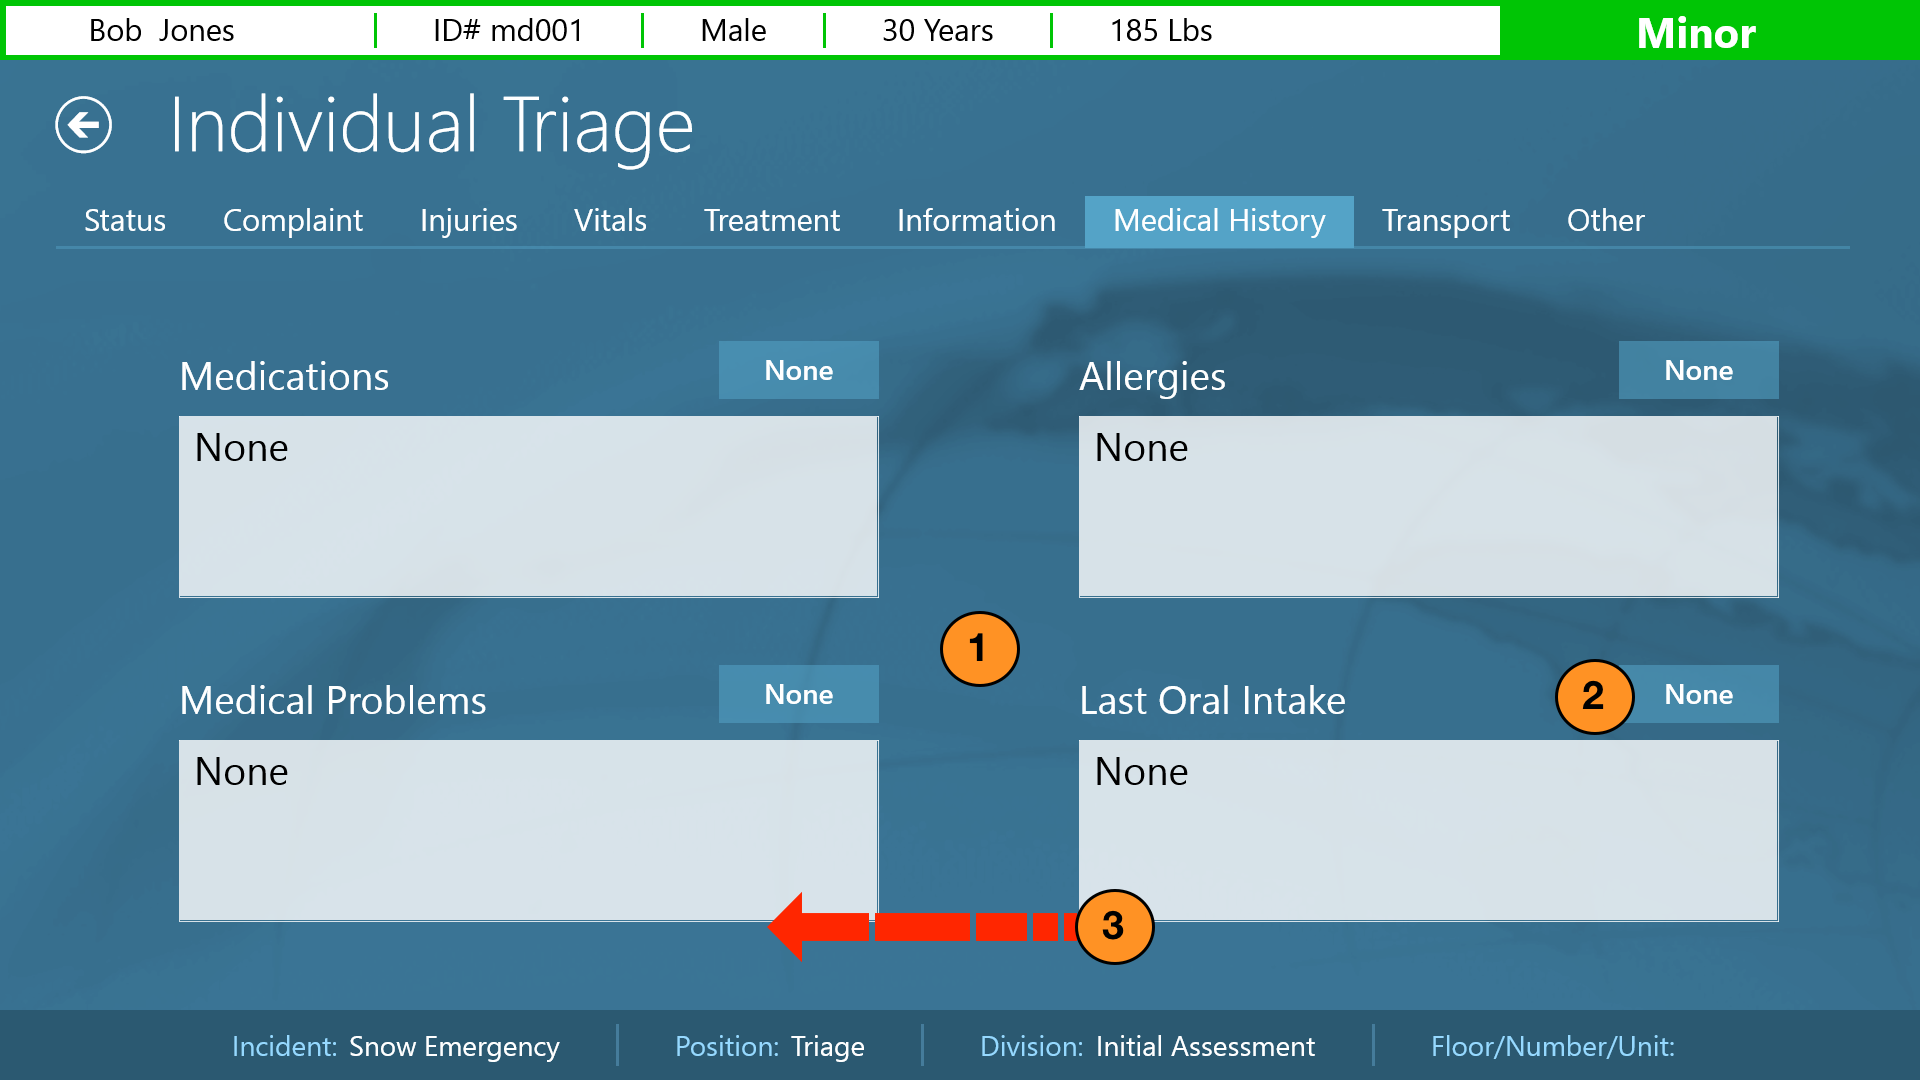 Bob  Jones
ID# md001
Male
30 Years
185 Lbs
Minor
Individual Triage
Status
Complaint
Injuries
Vitals
Treatment
Information
Medical History
Transport
Other
Medications
None
None
Allergies
None
None
1
Medical Problems
None
None
Last Oral Intake
2
None
None
3
Incident: Snow Emergency
Position: Triage
Division: Initial Assessment
Floor/Number/Unit: